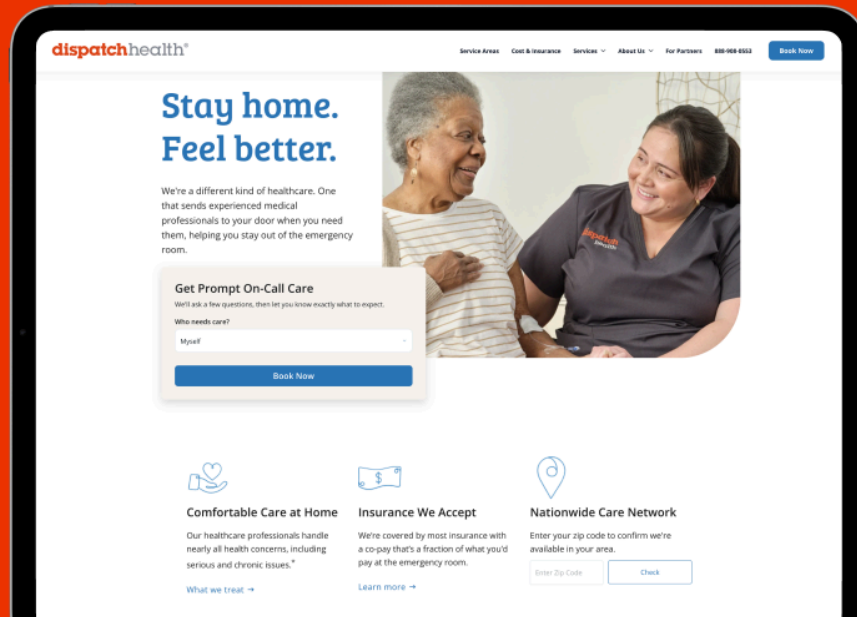 dispatchhealth®
Service Areas Cost & Insurance Services About Us For Partners 888-908-0553 Book Now
Stay home.
Feel better.
We're a different kind of healthcare. One
that sends experienced medical
professionals to your door when you need
them, helping you stay out of the emergency
room.
dispatch
health
Get Prompt On-Call Care
We'll ask a few questions, then let you know exactly what to expect.
Who needs care?
Myself
Book Now
Comfortable Care at Home
Our healthcare professionals handle
nearly all health concerns, including
serious and chronic issues.*
What we treat →
Insurance We Accept
We're covered by most insurance with
a co-pay that's a fraction of what you'd
pay at the emergency room.
Learn more →
Nationwide Care Network
Enter your zip code to confirm we're
available in your area.
Enter Zip Code Check